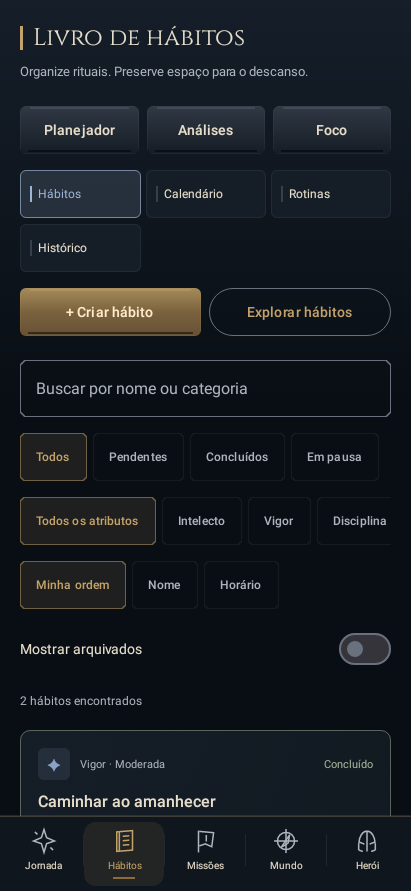 Livro de hábitos
Organize rituais. Preserve espaço para o descanso.
Planejador Análises Foco
Hábitos Calendário Rotinas
Histórico
+ Criar hábito Explorar hábitos
Buscar por nome ou categoria
Todos Pendentes Concluídos Em pausa
Todos os atributos Intelecto Vigor Disciplina
Minha ordem Nome Horário
Mostrar arquivados
2 hábitos encontrados
Vigor · Moderada Concluído
Caminhar ao amanhecer
Jornada Hábitos Missões Mundo Herói